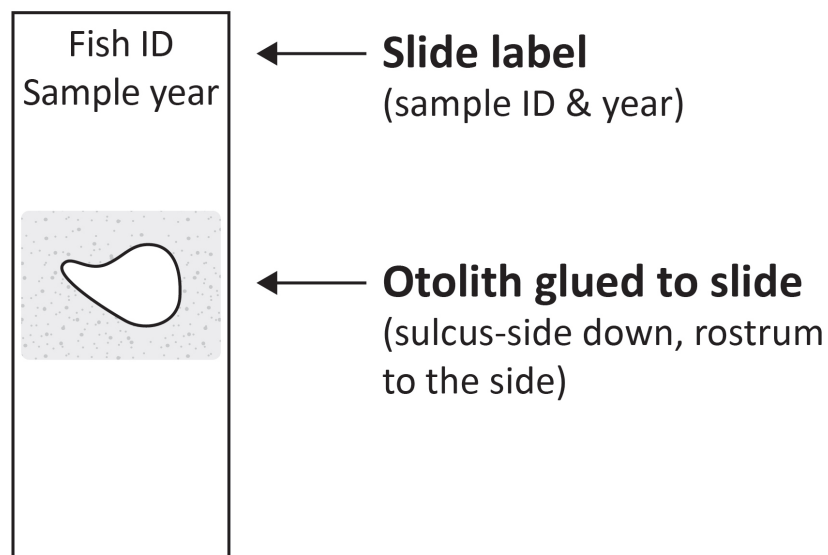 Fish ID
Sample year
Slide label
(sample ID & year)
Otolith glued to slide
(sulcus-side down, rostrum
to the side)